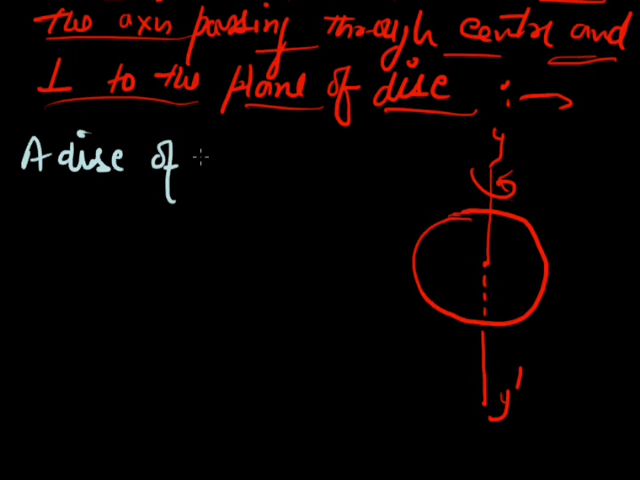 the axis passing through centre and
⊥ to the plane of disc :→
A disc of
y
y'